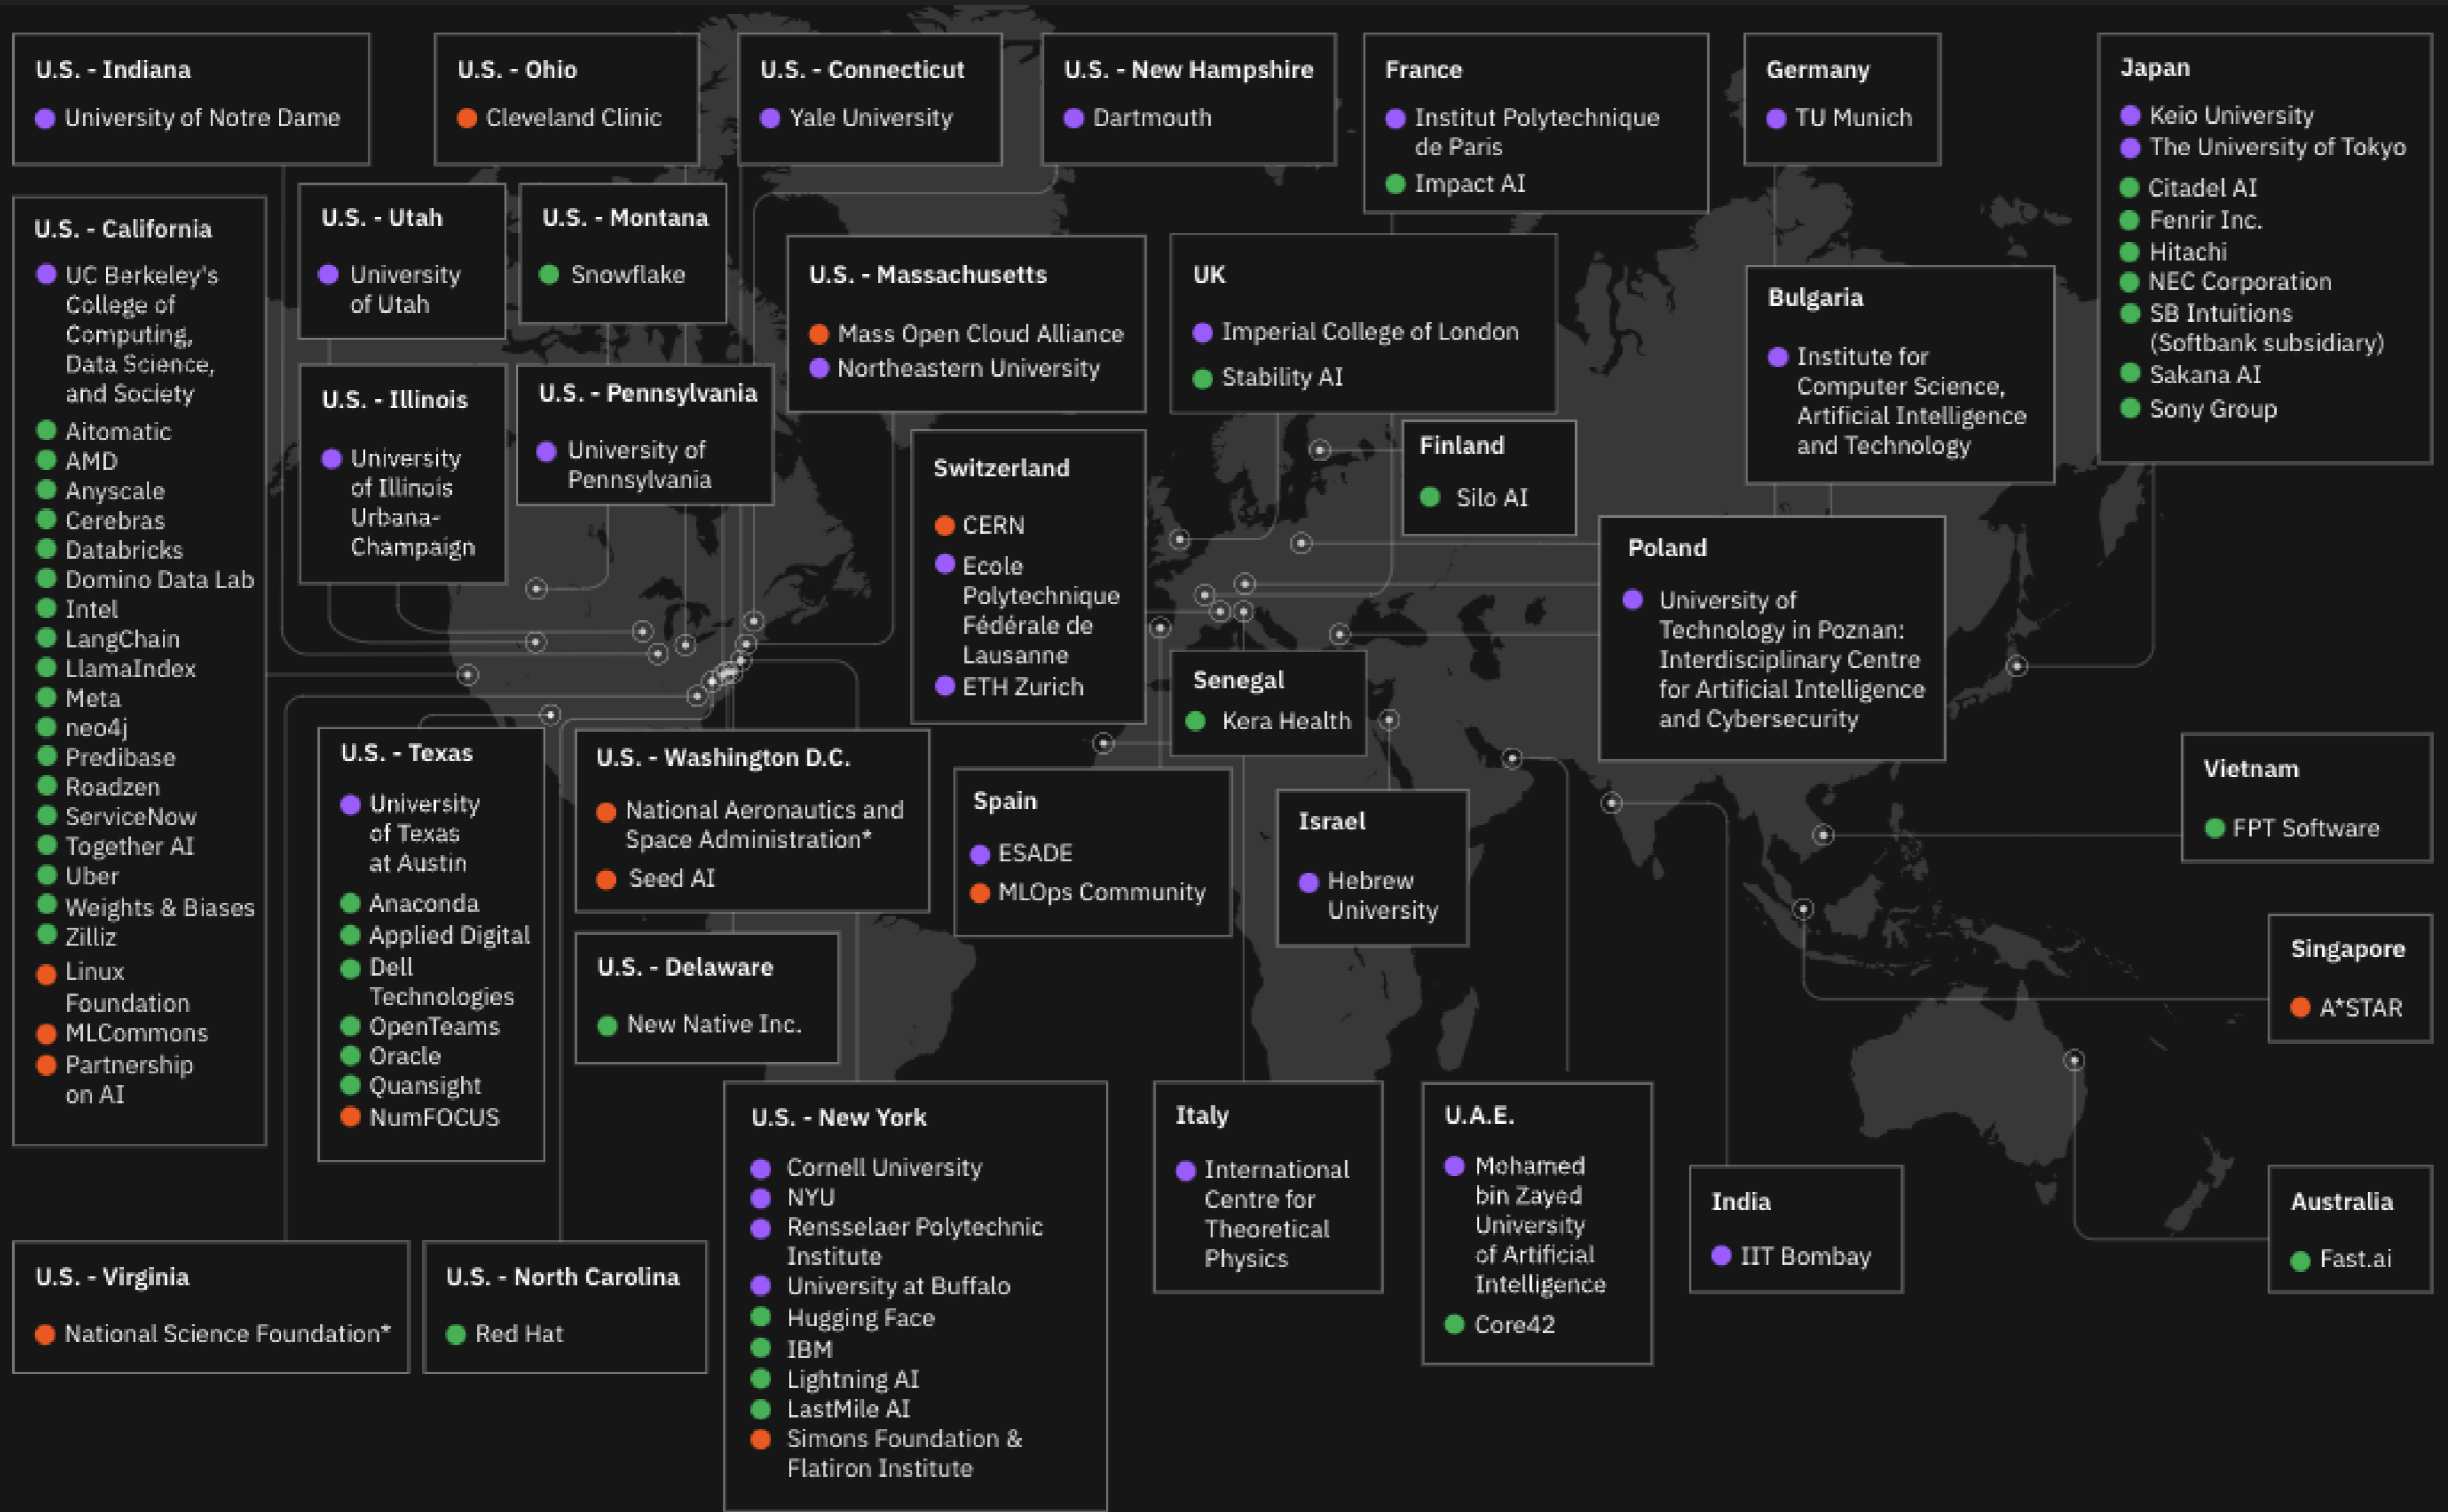 U.S. - Indiana
University of Notre Dame
U.S. - Ohio
Cleveland Clinic
U.S. - Connecticut
Yale University
U.S. - New Hampshire
Dartmouth
France
Institut Polytechnique
de Paris
Impact AI
Germany
TU Munich
Japan
Keio University
The University of Tokyo
Citadel AI
Fenrir Inc.
Hitachi
NEC Corporation
SB Intuitions
(Softbank subsidiary)
Sakana AI
Sony Group
U.S. - California
UC Berkeley's
College of
Computing,
Data Science,
and Society
Aitomatic
AMD
Anyscale
Cerebras
Databricks
Domino Data Lab
Intel
LangChain
LlamaIndex
Meta
neo4j
Predibase
Roadzen
ServiceNow
Together AI
Uber
Weights & Biases
Zilliz
Linux
Foundation
MLCommons
Partnership
on AI
U.S. - Utah
University
of Utah
U.S. - Montana
Snowflake
U.S. - Massachusetts
Mass Open Cloud Alliance
Northeastern University
UK
Imperial College of London
Stability AI
Bulgaria
Institute for
Computer Science,
Artificial Intelligence
and Technology
U.S. - Illinois
University
of Illinois
Urbana-
Champaign
U.S. - Pennsylvania
University of
Pennsylvania
Switzerland
CERN
Ecole
Polytechnique
Fédérale de
Lausanne
ETH Zurich
Finland
Silo AI
Poland
University of
Technology in Poznan:
Interdisciplinary Centre
for Artificial Intelligence
and Cybersecurity
Senegal
Kera Health
U.S. - Texas
University
of Texas
at Austin
Anaconda
Applied Digital
Dell
Technologies
OpenTeams
Oracle
Quansight
NumFOCUS
U.S. - Washington D.C.
National Aeronautics and
Space Administration*
Seed AI
Spain
ESADE
MLOps Community
Israel
Hebrew
University
Vietnam
FPT Software
U.S. - Delaware
New Native Inc.
Singapore
A*STAR
U.S. - New York
Cornell University
NYU
Rensselaer Polytechnic
Institute
University at Buffalo
Hugging Face
IBM
Lightning AI
LastMile AI
Simons Foundation &
Flatiron Institute
Italy
International
Centre for
Theoretical
Physics
U.A.E.
Mohamed
bin Zayed
University
of Artificial
Intelligence
Core42
India
IIT Bombay
Australia
Fast.ai
U.S. - Virginia
National Science Foundation*
U.S. - North Carolina
Red Hat